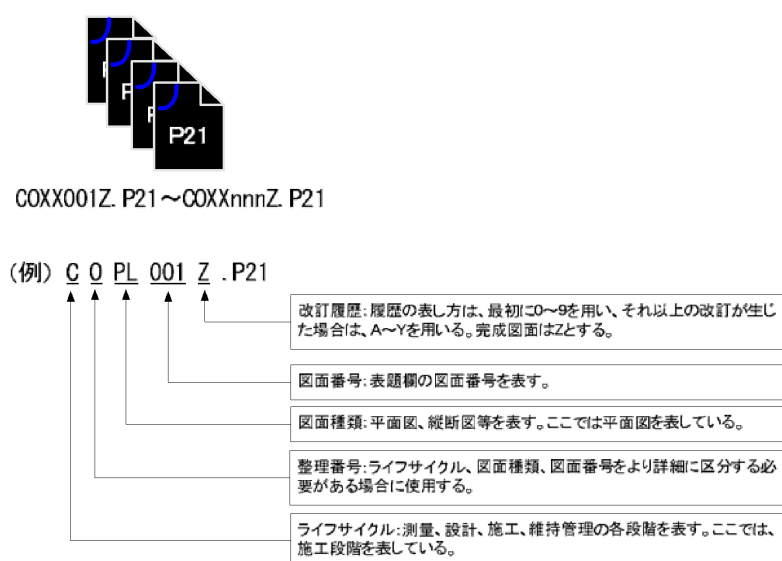 P21
C0XX001Z.P21～C0XXnnnZ.P21
(例) C 0 PL 001 Z .P21
改訂履歴:履歴の表し方は、最初に0～9を用い、それ以上の改訂が生じ
た場合は、A～Yを用いる。完成図面はZとする。
図面番号:表題欄の図面番号を表す。
図面種類:平面図、縦断図等を表す。ここでは平面図を表している。
整理番号:ライフサイクル、図面種類、図面番号をより詳細に区分する必
要がある場合に使用する。
ライフサイクル:測量、設計、施工、維持管理の各段階を表す。ここでは、
施工段階を表している。